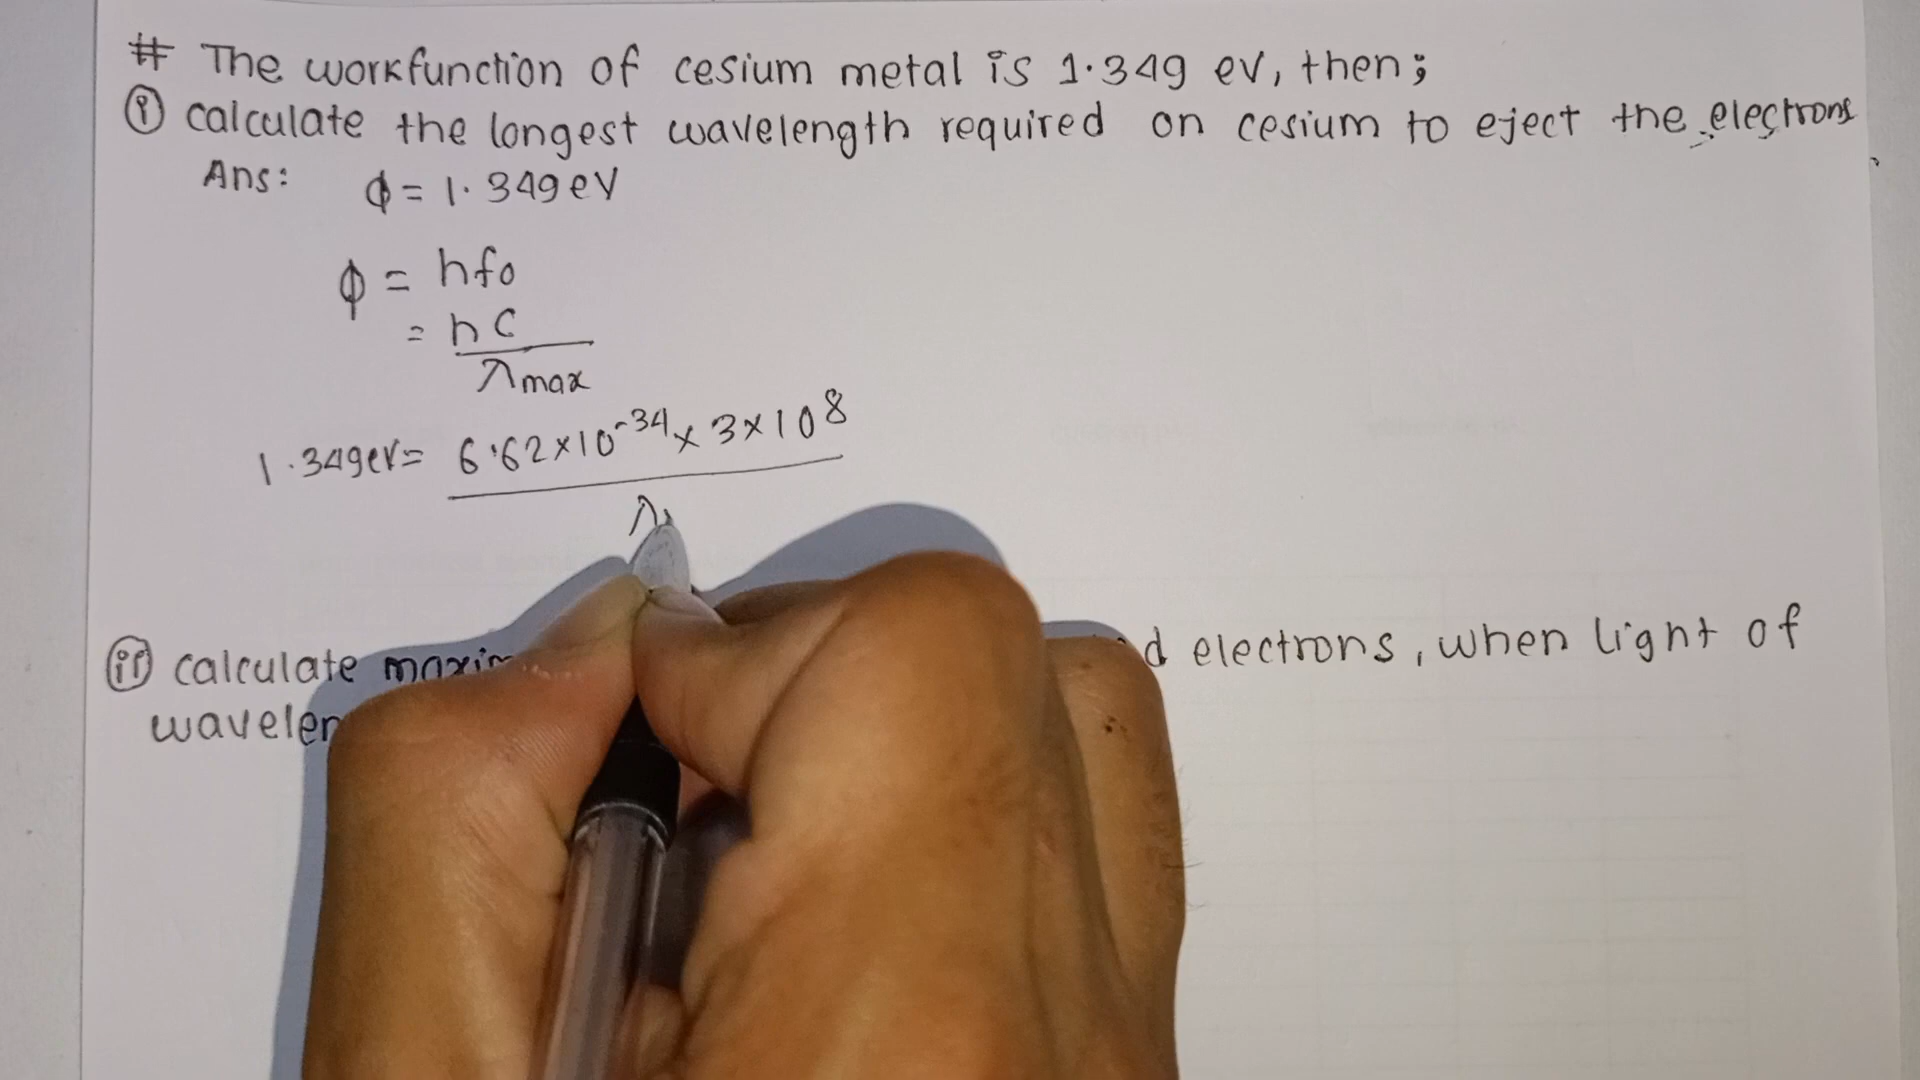 # The workfunction of cesium metal is 1.349 ev, then;
(i) calculate the longest wavelength required on cesium to eject the electrons
Ans: ϕ = 1.349 eV
ϕ = hf0
= hc
λmax
1.349ev = 6.62×10^-34 × 3×10^8
λ
(ii) calculate electrons, when light of